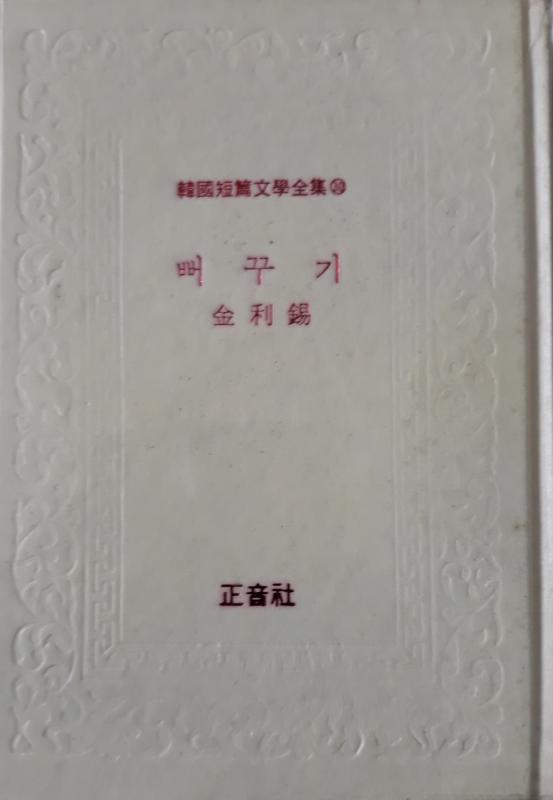 韓國短篇文學全集
뻐꾸기
金利錫
正音社